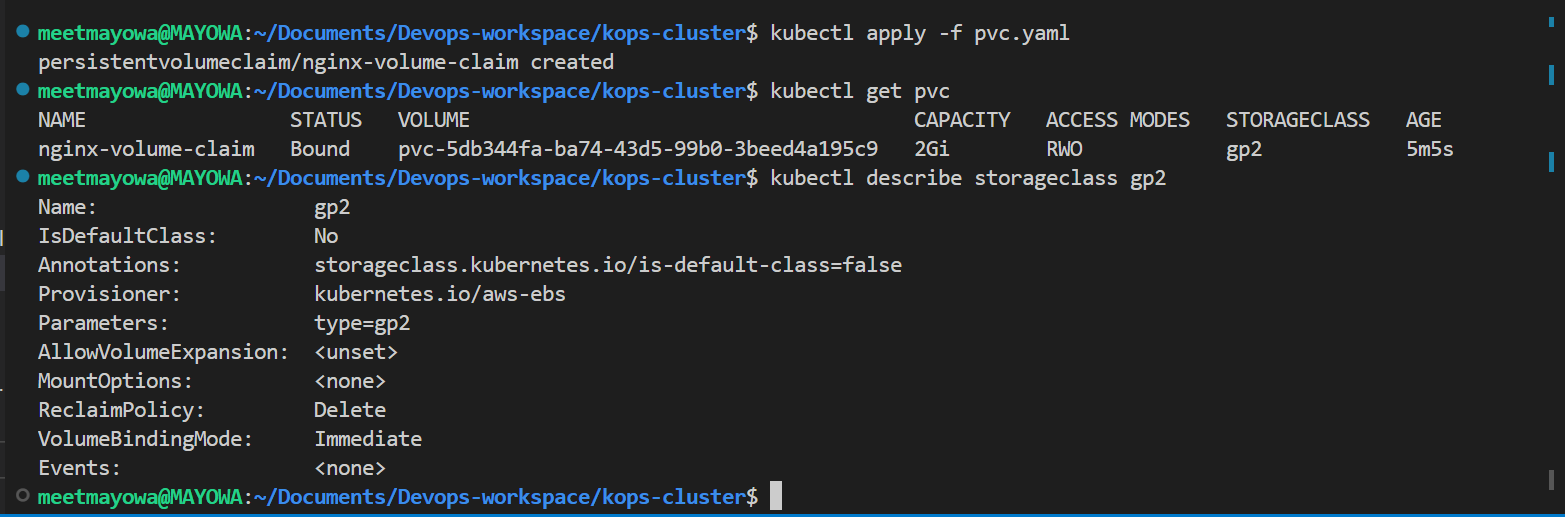 meetmayowa@MAYOWA:~/Documents/Devops-workspace/kops-cluster$ kubectl apply -f pvc.yaml
persistentvolumeclaim/nginx-volume-claim created
meetmayowa@MAYOWA:~/Documents/Devops-workspace/kops-cluster$ kubectl get pvc
NAME                 STATUS   VOLUME                                     CAPACITY   ACCESS MODES   STORAGECLASS   AGE
nginx-volume-claim   Bound    pvc-5db344fa-ba74-43d5-99b0-3beed4a195c9   2Gi        RWO            gp2            5m5s
meetmayowa@MAYOWA:~/Documents/Devops-workspace/kops-cluster$ kubectl describe storageclass gp2
Name:                  gp2
IsDefaultClass:        No
Annotations:           storageclass.kubernetes.io/is-default-class=false
Provisioner:           kubernetes.io/aws-ebs
Parameters:            type=gp2
AllowVolumeExpansion:  <unset>
MountOptions:          <none>
ReclaimPolicy:         Delete
VolumeBindingMode:     Immediate
Events:                <none>
meetmayowa@MAYOWA:~/Documents/Devops-workspace/kops-cluster$